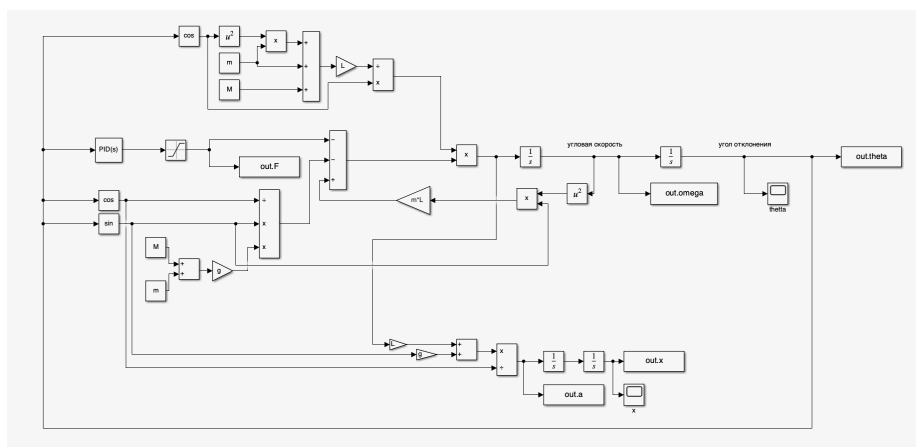 cos
u²
x
m
M
+
+
+
L
÷
x
PID(s)
out.F
−
−
+
x
1/s
угловая скорость
1/s
угол отклонения
out.theta
out.omega
thetta
u²
x
m*L
cos
sin
÷
x
x
M
m
+
+
g
L
g
+
+
x
÷
1/s
1/s
out.x
out.a
x